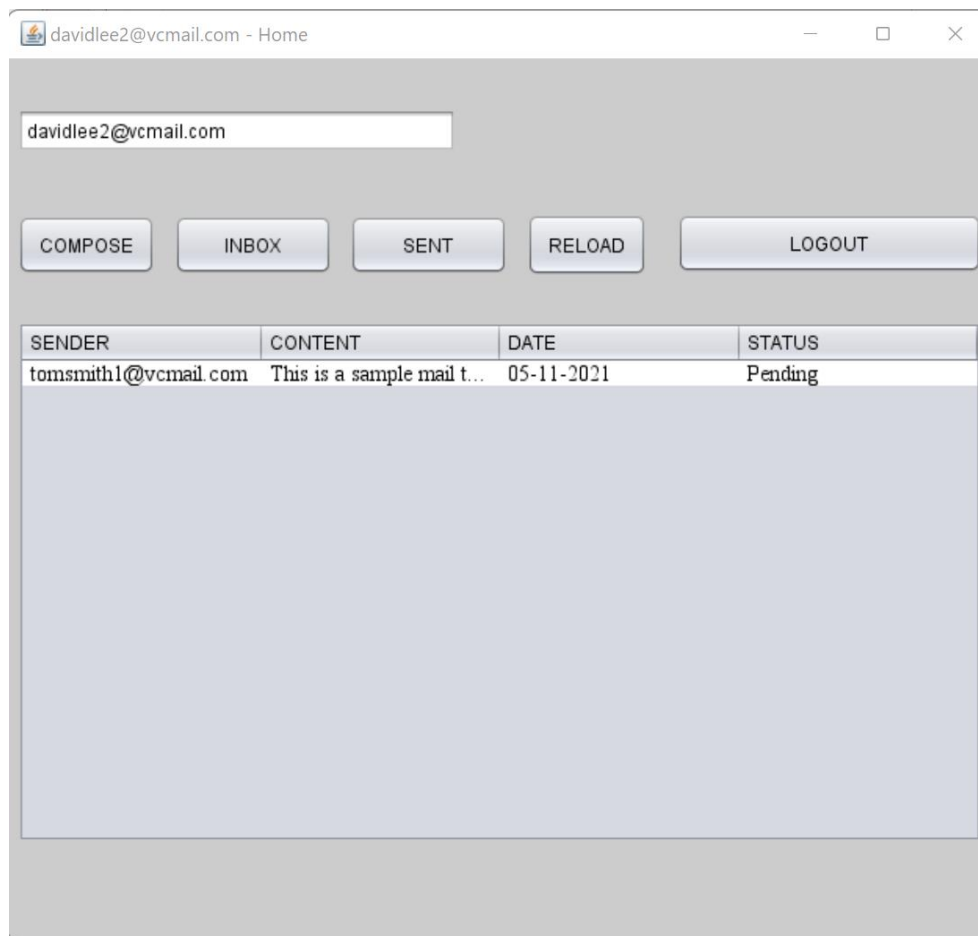 davidlee2@vcmail.com - Home
davidlee2@vcmail.com
COMPOSE INBOX SENT RELOAD LOGOUT
SENDER CONTENT DATE STATUS
tomsmith1@vcmail.com This is a sample mail t... 05-11-2021 Pending